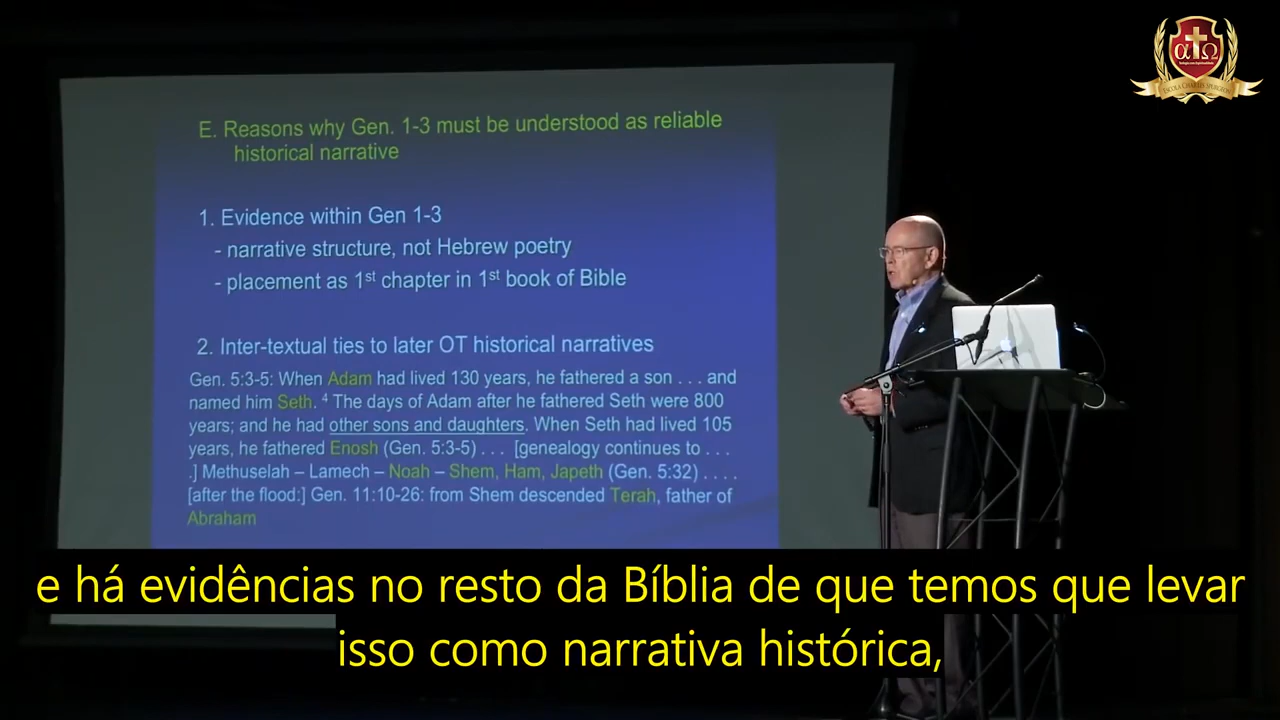 α Ω
ESCOLA CHARLES SPURGEON
E. Reasons why Gen. 1-3 must be understood as reliable
historical narrative
1. Evidence within Gen 1-3
- narrative structure, not Hebrew poetry
- placement as 1st chapter in 1st book of Bible
2. Inter-textual ties to later OT historical narratives
Gen. 5:3-5: When Adam had lived 130 years, he fathered a son . . . and
named him Seth. 4 The days of Adam after he fathered Seth were 800
years; and he had other sons and daughters. When Seth had lived 105
years, he fathered Enosh (Gen. 5:3-5) . . . [genealogy continues to . . .
.] Methuselah – Lamech – Noah – Shem, Ham, Japeth (Gen. 5:32) . . . .
[after the flood:] Gen. 11:10-26: from Shem descended Terah, father of
Abraham
e há evidências no resto da Bíblia de que temos que levar
isso como narrativa histórica,